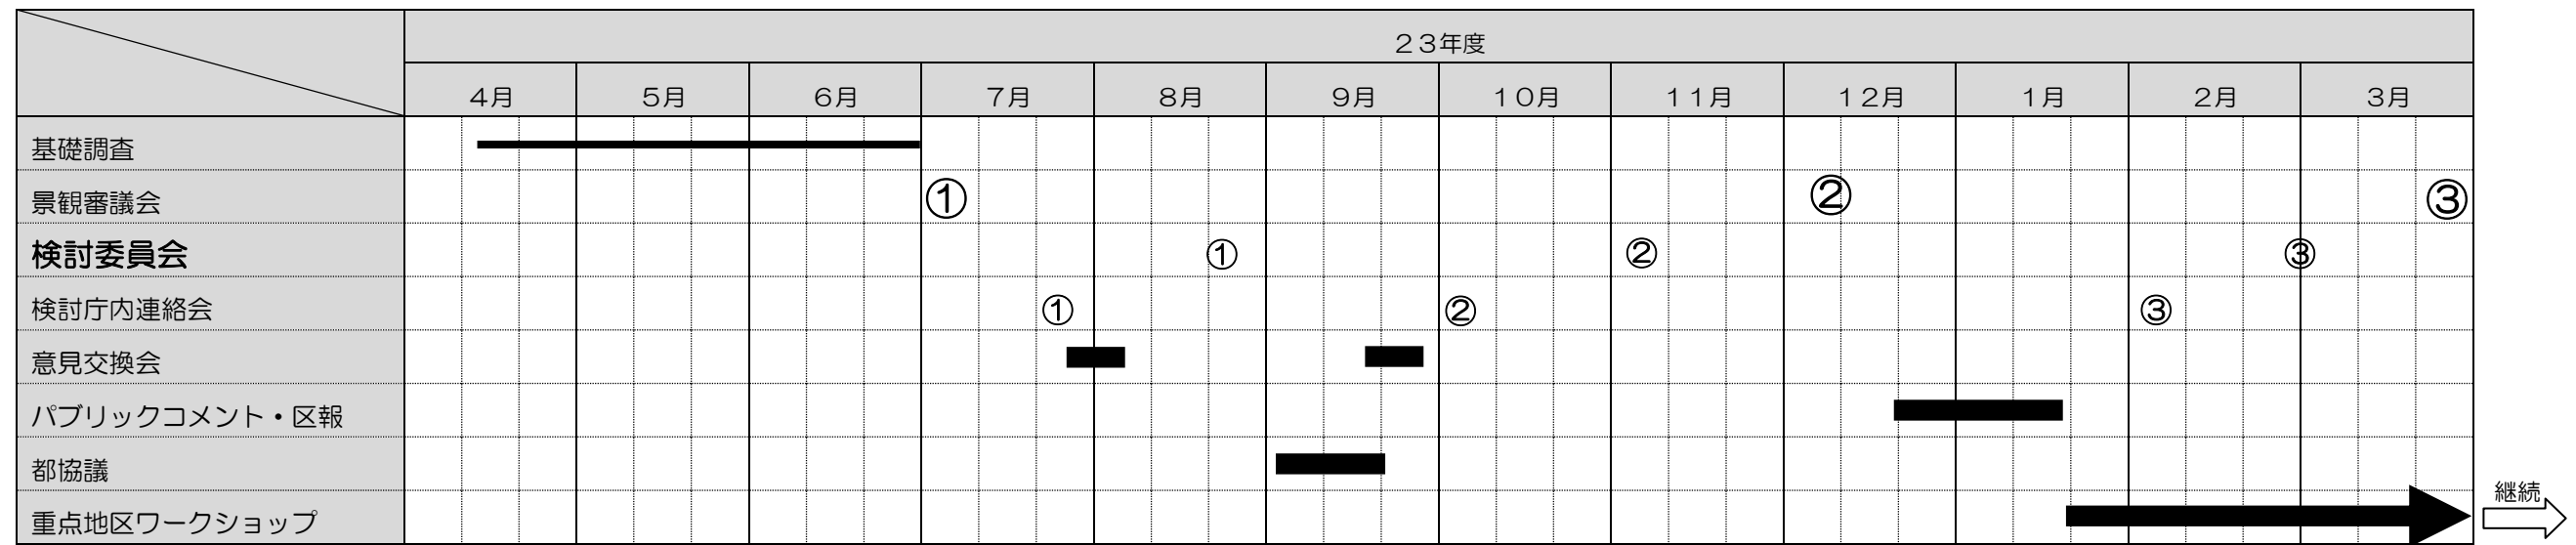 ２３年度
４月 ５月 ６月 ７月 ８月 ９月 １０月 １１月 １２月 １月 ２月 ３月
基礎調査
景観審議会 ① ② ③
検討委員会 ① ② ③
検討庁内連絡会 ① ② ③
意見交換会
パブリックコメント・区報
都協議
重点地区ワークショップ
継続